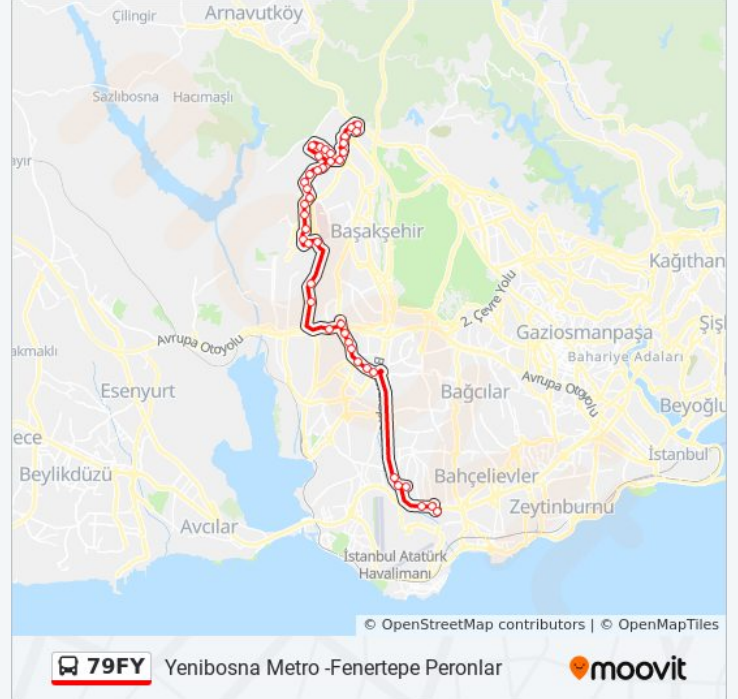 Çilingir
Arnavutköy
Sazlıbosna
Hacımaşlı
Başakşehir
Kağıthan
2. Çevre Yolu
Gaziosmanpaşa
Şişl
Bahariye Adaları
Avrupa Otoyolu
akmaklı
Esenyurt
Bağcılar
Avrupa Otoyolu
Beyoğlu
ece
İstanbul
Beylikdüzü
Bahçelievler
Zeytinburnu
Avcılar
İstanbul Atatürk
Havalimanı
© OpenStreetMap contributors | © OpenMapTiles
79FY
Yenibosna Metro -Fenertepe Peronlar
moovit